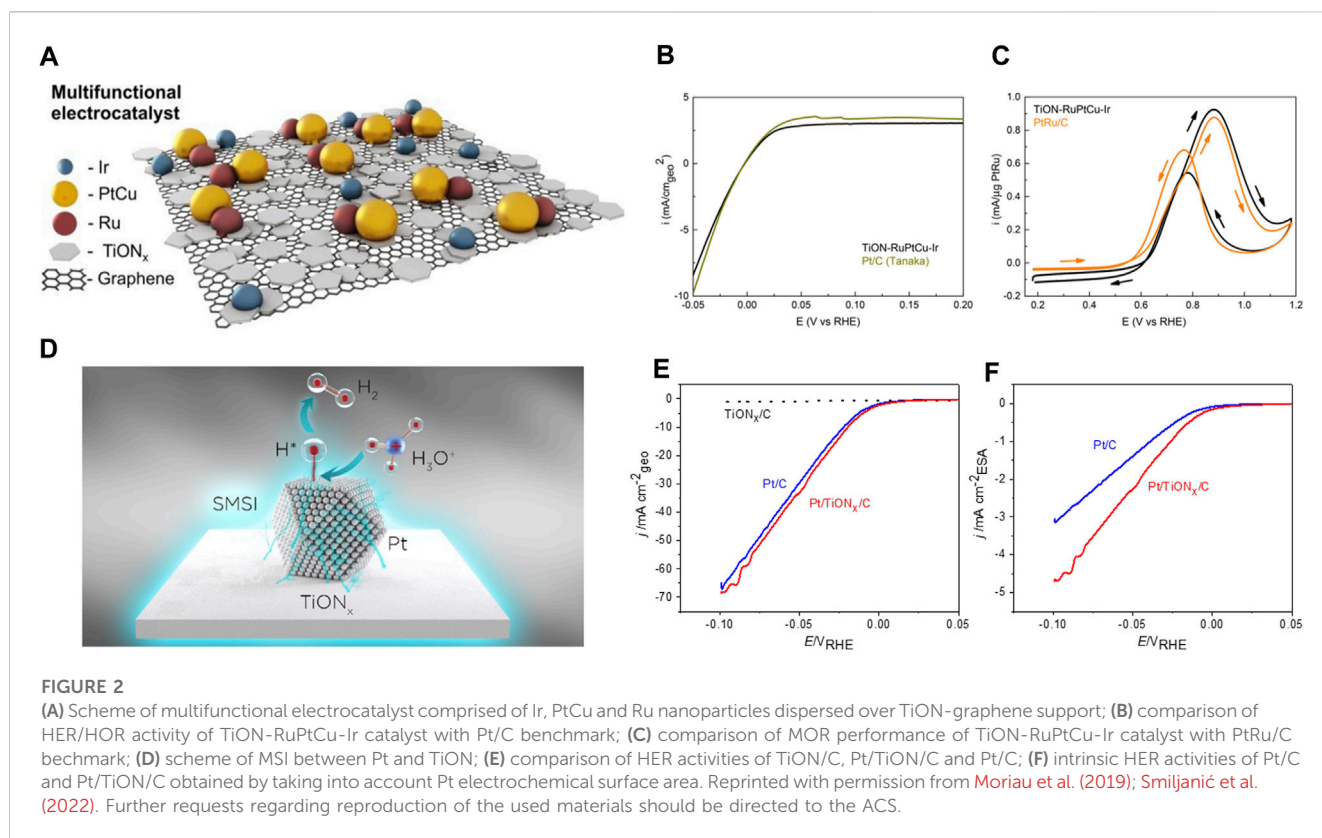 A
Multifunctional
electrocatalyst
- Ir
- PtCu
- Ru
- TiONx
- Graphene
B
i (mA/cmgeo2)
5
0
-5
-10
-0.05
0.00
0.05
0.10
0.15
0.20
E (V vs RHE)
TiON-RuPtCu-Ir
Pt/C (Tanaka)
C
i (mA/µg PtRu)
1.0
0.8
0.6
0.4
0.2
0.0
-0.2
0.2
0.4
0.6
0.8
1.0
1.2
E (V vs RHE)
TiON-RuPtCu-Ir
PtRu/C
D
H2
H*
H3O+
SMSI
Pt
TiONx
E
j /mA cm-2geo
0
-10
-20
-30
-40
-50
-60
-70
-0.10
-0.05
0.00
0.05
E/VRHE
TiONx/C
Pt/C
Pt/TiONx/C
F
j /mA cm-2ESA
0
-1
-2
-3
-4
-5
-0.10
-0.05
0.00
0.05
E/VRHE
Pt/C
Pt/TiONx/C
FIGURE 2
(A) Scheme of multifunctional electrocatalyst comprised of Ir, PtCu and Ru nanoparticles dispersed over TiON-graphene support; (B) comparison of
HER/HOR activity of TiON-RuPtCu-Ir catalyst with Pt/C benchmark; (C) comparison of MOR performance of TiON-RuPtCu-Ir catalyst with PtRu/C
bechmark; (D) scheme of MSI between Pt and TiON; (E) comparison of HER activities of TiON/C, Pt/TiON/C and Pt/C; (F) intrinsic HER activities of Pt/C
and Pt/TiON/C obtained by taking into account Pt electrochemical surface area. Reprinted with permission from Moriau et al. (2019); Smiljanić et al.
(2022). Further requests regarding reproduction of the used materials should be directed to the ACS.